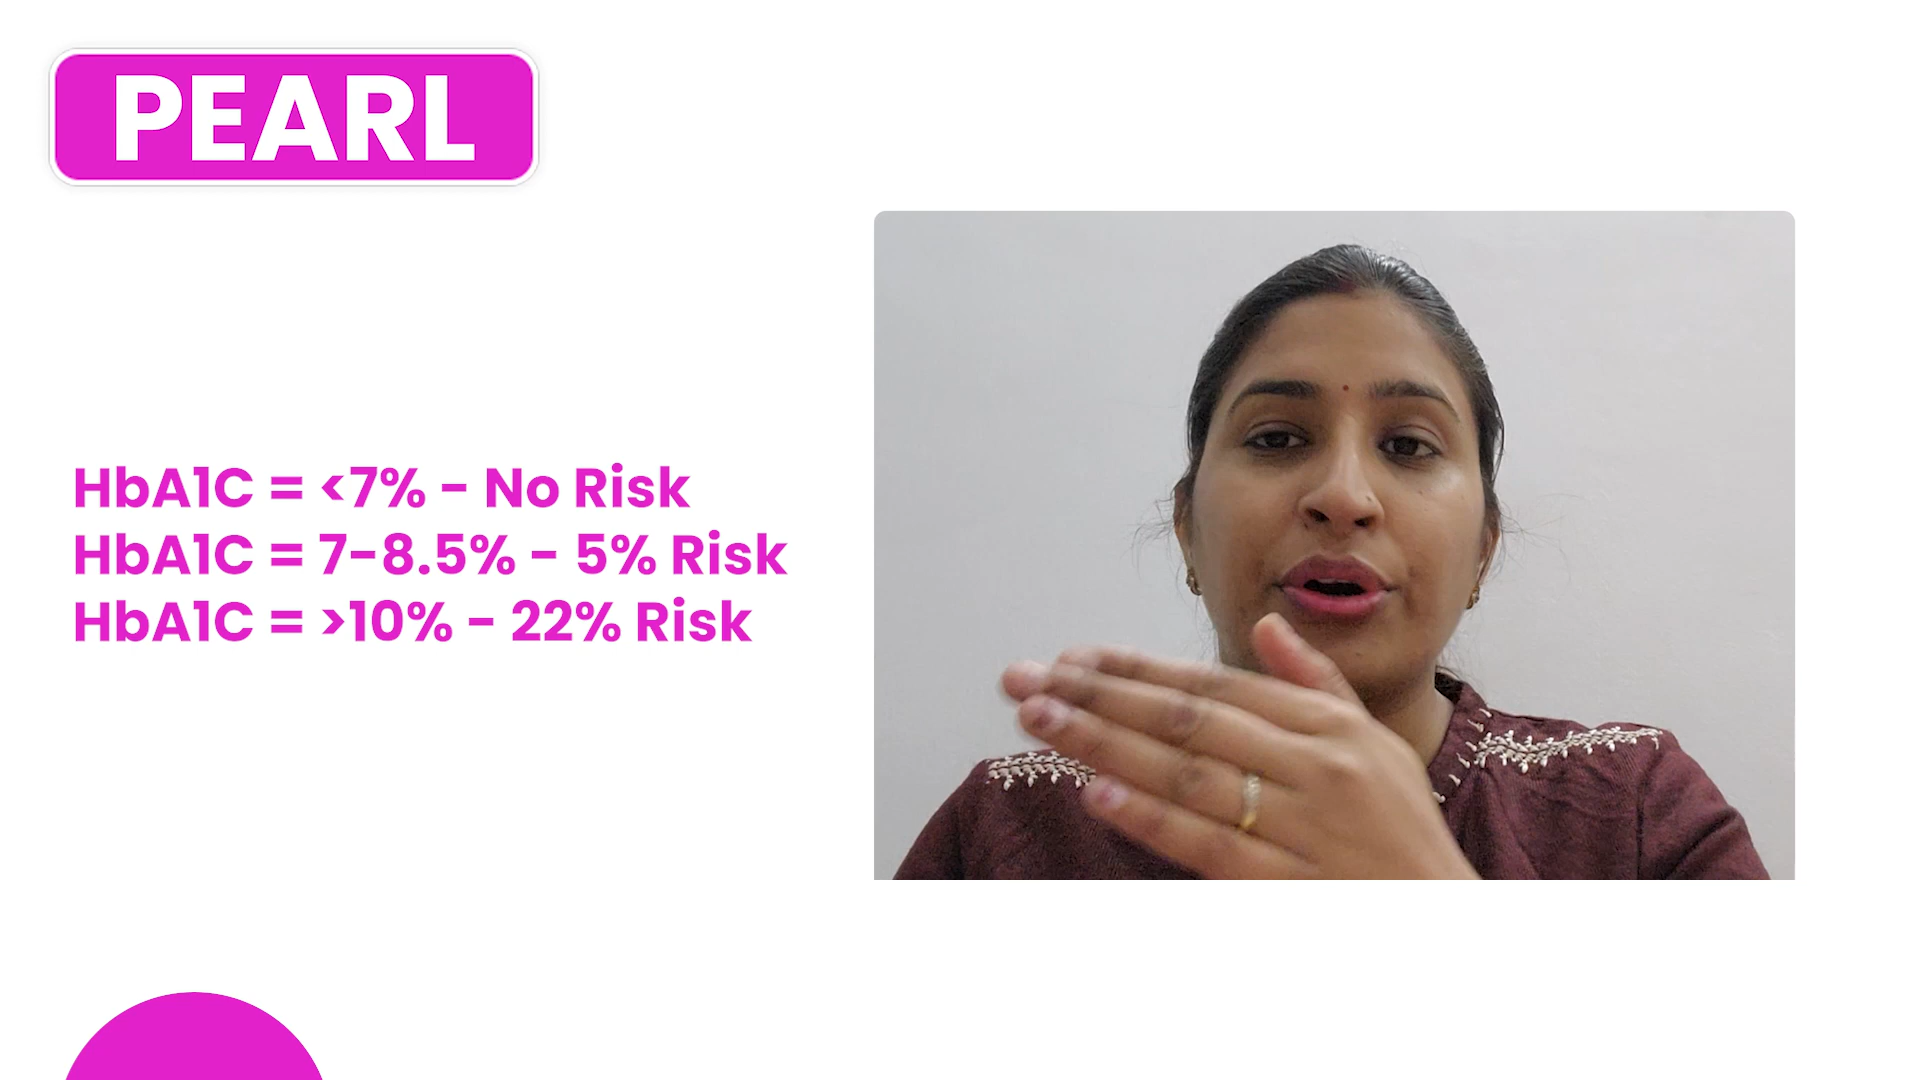 PEARL
HbA1C = <7% - No Risk
HbA1C = 7-8.5% - 5% Risk
HbA1C = >10% - 22% Risk